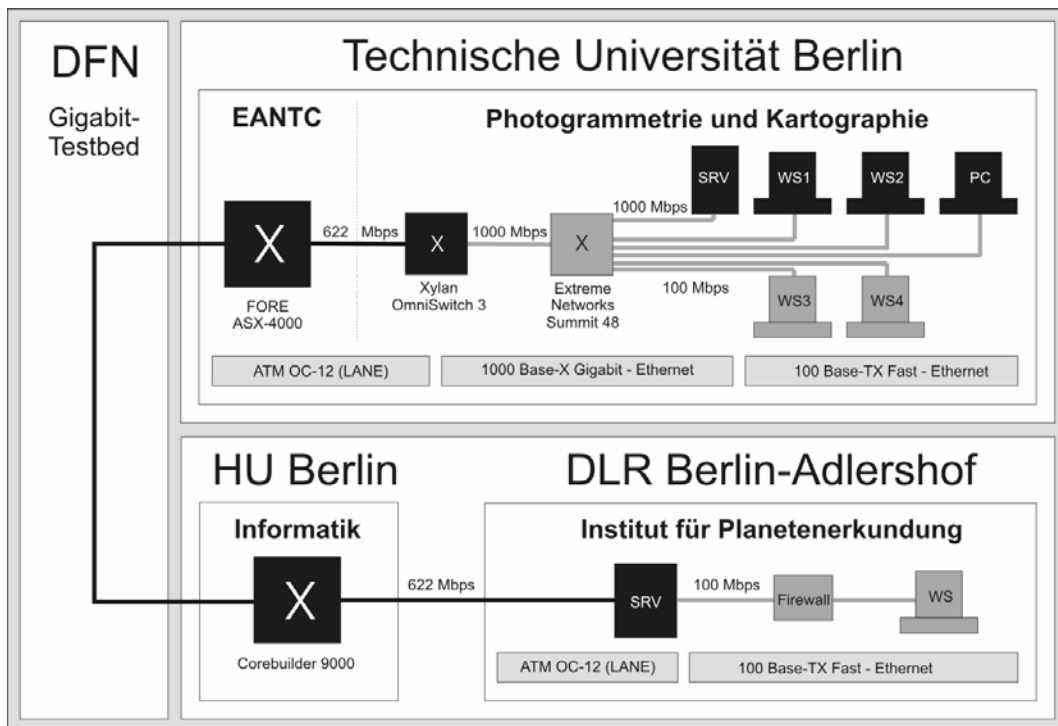 DFN
Gigabit-
Testbed
Technische Universität Berlin
EANTC
Photogrammetrie und Kartographie
SRV
WS1
WS2
PC
1000 Mbps
X
622 Mbps
X
1000 Mbps
X
100 Mbps
WS3
WS4
FORE
ASX-4000
Xylan
OmniSwitch 3
Extreme
Networks
Summit 48
ATM OC-12 (LANE)
1000 Base-X Gigabit - Ethernet
100 Base-TX Fast - Ethernet
HU Berlin
DLR Berlin-Adlershof
Informatik
Institut für Planetenerkundung
X
622 Mbps
SRV
100 Mbps
Firewall
WS
Corebuilder 9000
ATM OC-12 (LANE)
100 Base-TX Fast - Ethernet